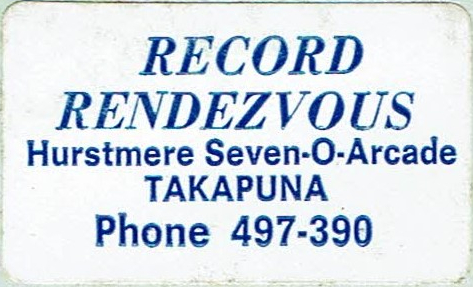 RECORD
RENDEZVOUS
Hurstmere Seven-O-Arcade
TAKAPUNA
Phone 497-390